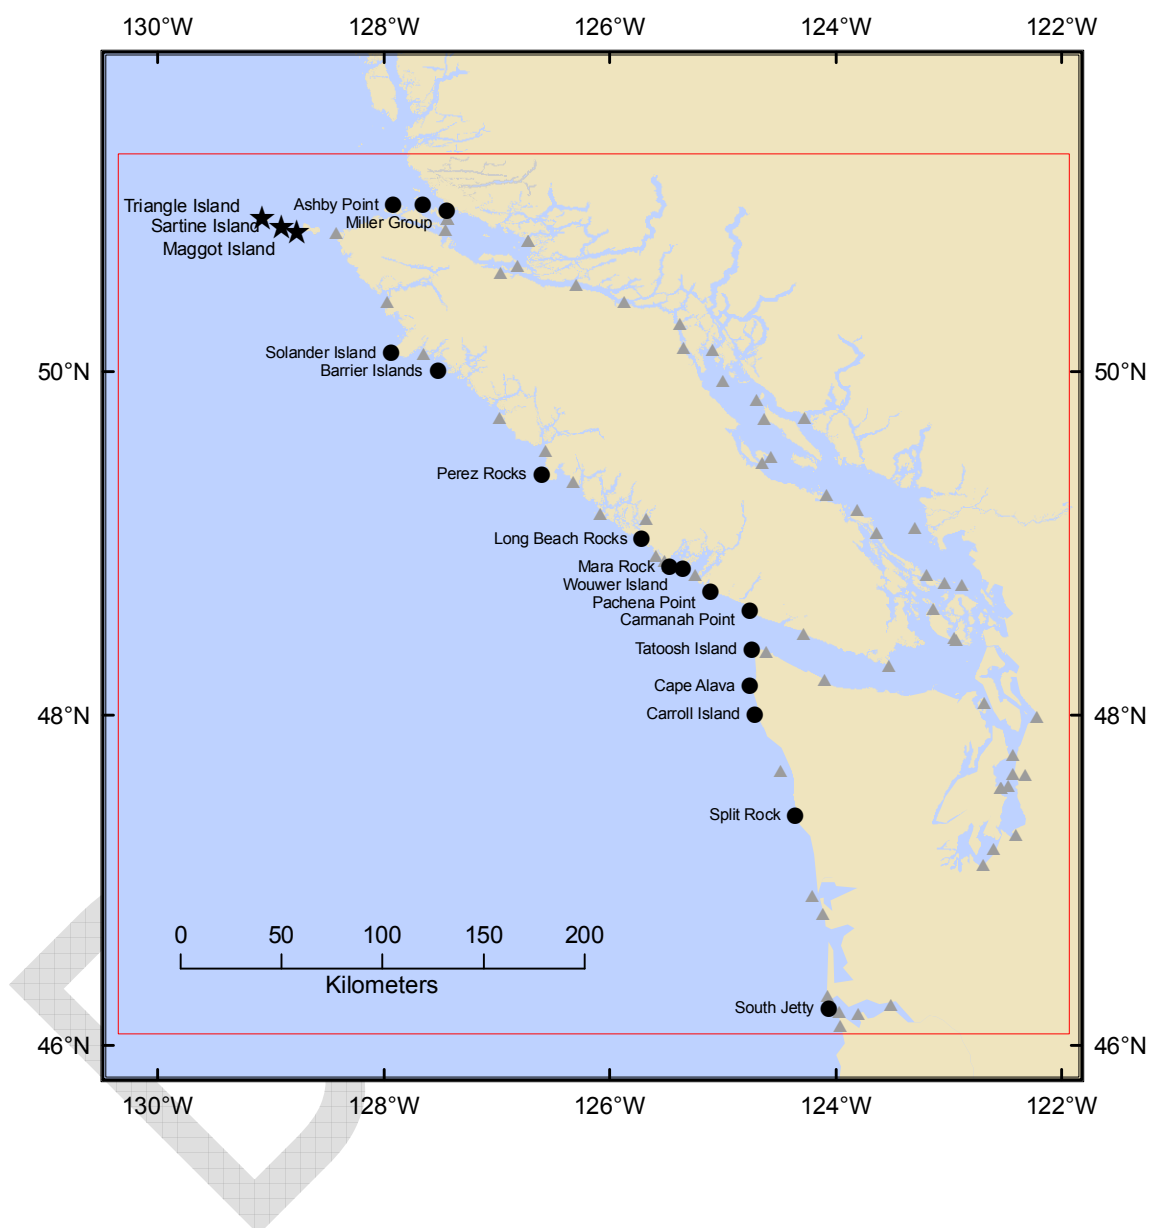 130°W 128°W 126°W 124°W 122°W
Triangle Island
Ashby Point
Sartine Island
Miller Group
Maggot Island
Solander Island
50°N 50°N
Barrier Islands
Perez Rocks
Long Beach Rocks
Mara Rock
Wouwer Island
Pachena Point
Carmanah Point
Tatoosh Island
Cape Alava
48°N 48°N
Carroll Island
Split Rock
0 50 100 150 200
Kilometers
South Jetty
46°N 46°N
130°W 128°W 126°W 124°W 122°W